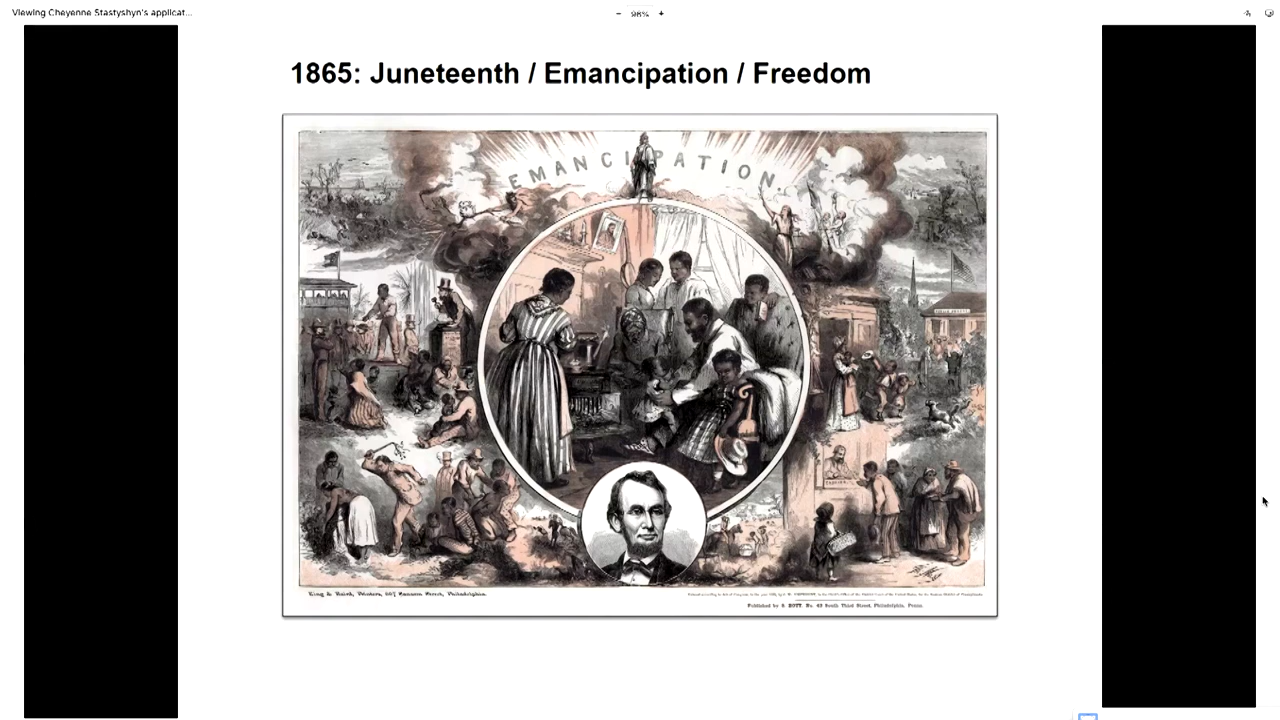 Viewing Cheyenne Stastyshyn's applicat...
− 98% +
1865: Juneteenth / Emancipation / Freedom
EMANCIPATION.
King & Baird, Printers, 607 Sansom Street, Philadelphia.
Published by S. BOTT, No. 43 South Third Street, Philadelphia, Penna.